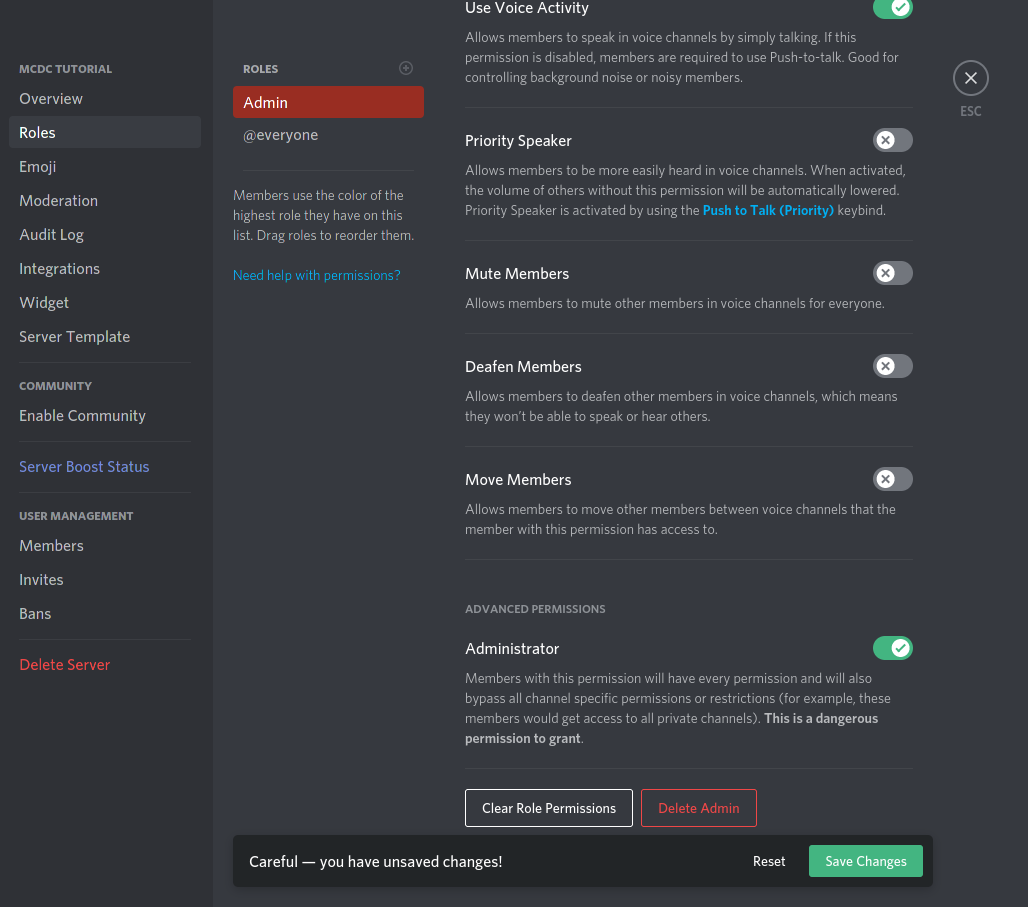 MCDC TUTORIAL
Overview
Roles
Emoji
Moderation
Audit Log
Integrations
Widget
Server Template
COMMUNITY
Enable Community
Server Boost Status
USER MANAGEMENT
Members
Invites
Bans
Delete Server
ROLES
Admin
@everyone
Members use the color of the
highest role they have on this
list. Drag roles to reorder them.
Need help with permissions?
Use Voice Activity
Allows members to speak in voice channels by simply talking. If this
permission is disabled, members are required to use Push-to-talk. Good for
controlling background noise or noisy members.
Priority Speaker
Allows members to be more easily heard in voice channels. When activated,
the volume of others without this permission will be automatically lowered.
Priority Speaker is activated by using the Push to Talk (Priority) keybind.
Mute Members
Allows members to mute other members in voice channels for everyone.
Deafen Members
Allows members to deafen other members in voice channels, which means
they won't be able to speak or hear others.
Move Members
Allows members to move other members between voice channels that the
member with this permission has access to.
ADVANCED PERMISSIONS
Administrator
Members with this permission will have every permission and will also
bypass all channel specific permissions or restrictions (for example, these
members would get access to all private channels). This is a dangerous
permission to grant.
Clear Role Permissions
Delete Admin
Careful — you have unsaved changes!
Reset
Save Changes
ESC